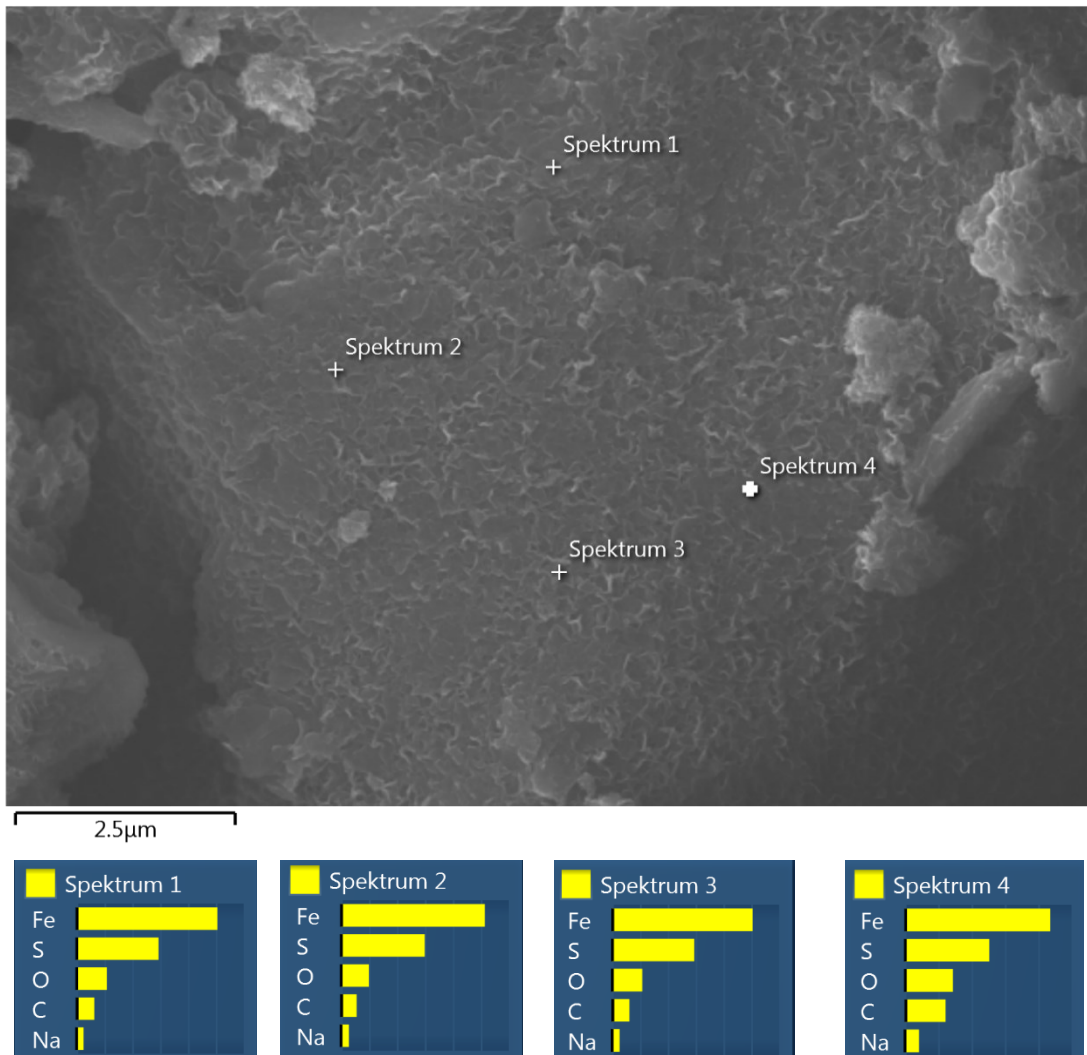 Spektrum 1
Spektrum 2
Spektrum 4
Spektrum 3
2.5µm
Spektrum 1
Fe
S
O
C
Na
Spektrum 2
Fe
S
O
C
Na
Spektrum 3
Fe
S
O
C
Na
Spektrum 4
Fe
S
O
C
Na